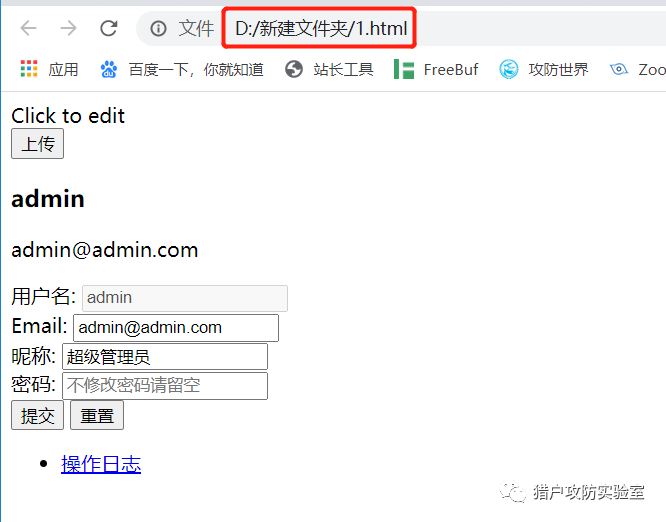 文件 D:/新建文件夹/1.html
应用 百度一下，你就知道 站长工具 FreeBuf 攻防世界 Zoo
Click to edit
上传
admin
admin@admin.com
用户名: admin
Email: admin@admin.com
昵称: 超级管理员
密码: 不修改密码请留空
提交 重置
操作日志
猎户攻防实验室